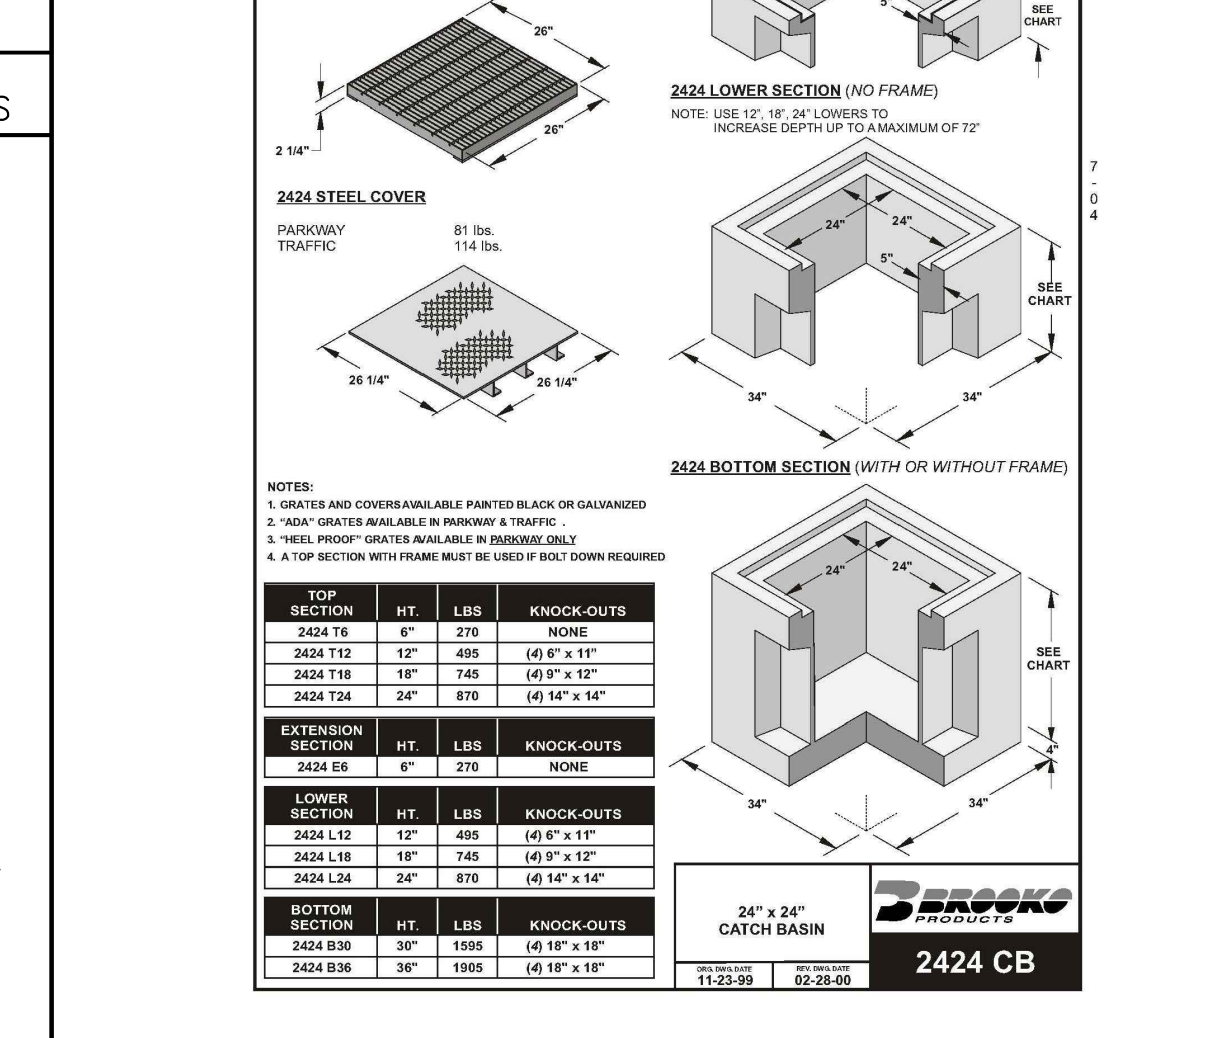 S
26"
26"
2 1/4"
2424 STEEL COVER
PARKWAY 81 lbs.
TRAFFIC 114 lbs.
26 1/4" 26 1/4"
NOTES:
1. GRATES AND COVERS AVAILABLE PAINTED BLACK OR GALVANIZED
2. “ADA” GRATES AVAILABLE IN PARKWAY & TRAFFIC .
3. “HEEL PROOF” GRATES AVAILABLE IN PARKWAY ONLY
4. A TOP SECTION WITH FRAME MUST BE USED IF BOLT DOWN REQUIRED
TOP
SECTION HT. LBS KNOCK-OUTS
2424 T6 6" 270 NONE
2424 T12 12" 495 (4) 6” x 11”
2424 T18 18" 745 (4) 9" x 12"
2424 T24 24" 870 (4) 14" x 14"
EXTENSION
SECTION HT. LBS KNOCK-OUTS
2424 E6 6" 270 NONE
LOWER
SECTION HT. LBS KNOCK-OUTS
2424 L12 12" 495 (4) 6" x 11"
2424 L18 18" 745 (4) 9" x 12"
2424 L24 24" 870 (4) 14" x 14"
BOTTOM
SECTION HT. LBS KNOCK-OUTS
2424 B30 30" 1595 (4) 18" x 18"
2424 B36 36" 1905 (4) 18" x 18"
5"
SEE
CHART
2424 LOWER SECTION (NO FRAME)
NOTE: USE 12”, 18”, 24” LOWERS TO
INCREASE DEPTH UP TO A MAXIMUM OF 72”
24" 24"
5"
SEE
CHART
34" 34"
7
-
0
4
2424 BOTTOM SECTION (WITH OR WITHOUT FRAME)
24" 24"
SEE
CHART
4"
34" 34"
24” x 24”
CATCH BASIN
ORG. DWG. DATE
11-23-99
REV. DWG. DATE
02-28-00
BROOKS
PRODUCTS
2424 CB